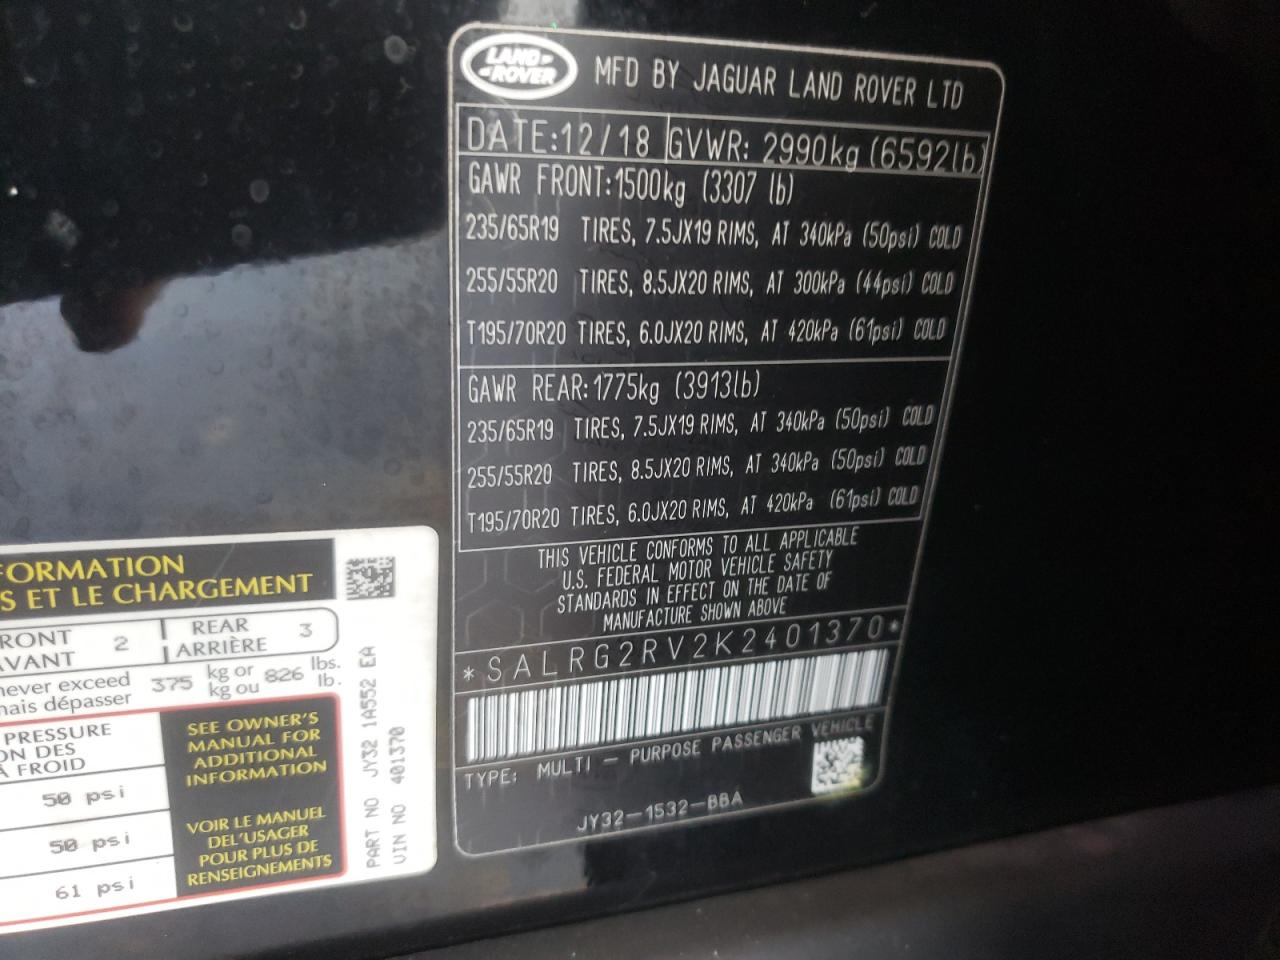 LAND ROVER
MFD BY JAGUAR LAND ROVER LTD
DATE:12/18 GVWR: 2990kg (6592lb)
GAWR FRONT:1500kg (3307 lb)
235/65R19 TIRES, 7.5JX19 RIMS, AT 340kPa (50psi) COLD
255/55R20 TIRES, 8.5JX20 RIMS, AT 300kPa (44psi) COLD
T195/70R20 TIRES, 6.0JX20 RIMS, AT 420kPa (61psi) COLD
GAWR REAR:1775kg (3913lb)
235/65R19 TIRES, 7.5JX19 RIMS, AT 340kPa (50psi) COLD
255/55R20 TIRES, 8.5JX20 RIMS, AT 340kPa (50psi) COLD
T195/70R20 TIRES, 6.0JX20 RIMS, AT 420kPa (61psi) COLD
THIS VEHICLE CONFORMS TO ALL APPLICABLE
U.S. FEDERAL MOTOR VEHICLE SAFETY
STANDARDS IN EFFECT ON THE DATE OF
MANUFACTURE SHOWN ABOVE
*SALRG2RV2K2401370*
TYPE: MULTI - PURPOSE PASSENGER VEHICLE
JY32-1532-BBA
FORMATION
S ET LE CHARGEMENT
FRONT 2 REAR 3
AVANT ARRIÈRE
never exceed 375 kg or 826 lbs.
mais dépasser kg ou lb.
PRESSURE
ON DES
À FROID
50 psi
50 psi
61 psi
SEE OWNER'S
MANUAL FOR
ADDITIONAL
INFORMATION
VOIR LE MANUEL
DEL'USAGER
POUR PLUS DE
RENSEIGNEMENTS
PART NO JY32 1A552 EA
VIN NO 401370